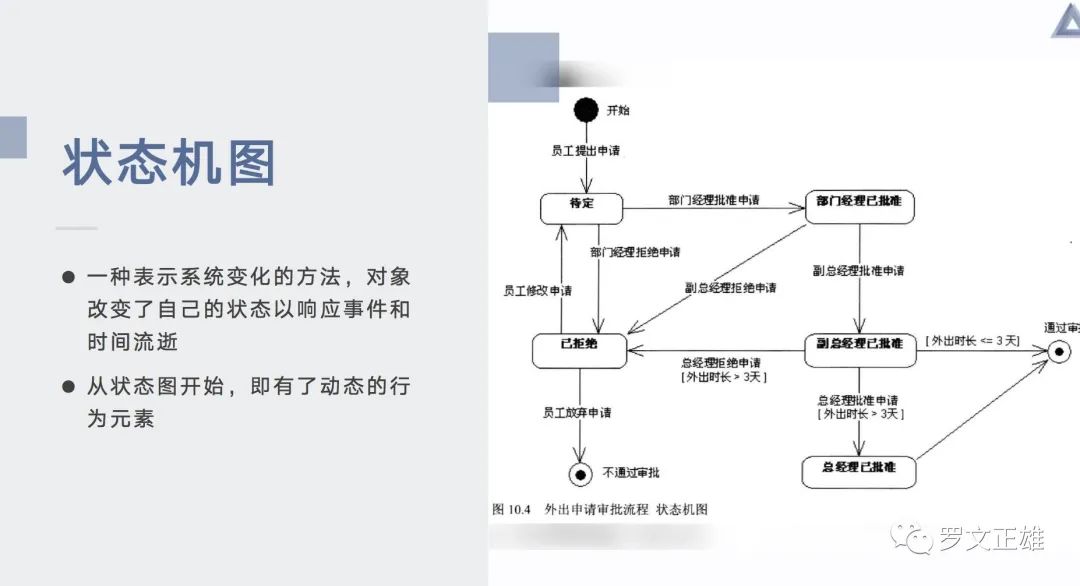 状态机图
一种表示系统变化的方法，对象
改变了自己的状态以响应事件和
时间流逝
从状态图开始，即有了动态的行
为元素
开始
员工提出申请
待定
部门经理批准申请
部门经理已批准
部门经理拒绝申请
副总经理批准申请
员工修改申请
副总经理拒绝申请
已拒绝
副总经理已批准
[外出时长 <= 3 天]
通过审
总经理拒绝申请
[外出时长 > 3天]
总经理批准申请
[外出时长 > 3天]
员工放弃申请
总经理已批准
不通过审批
图 10.4 外出申请审批流程 状态机图
罗文正雄